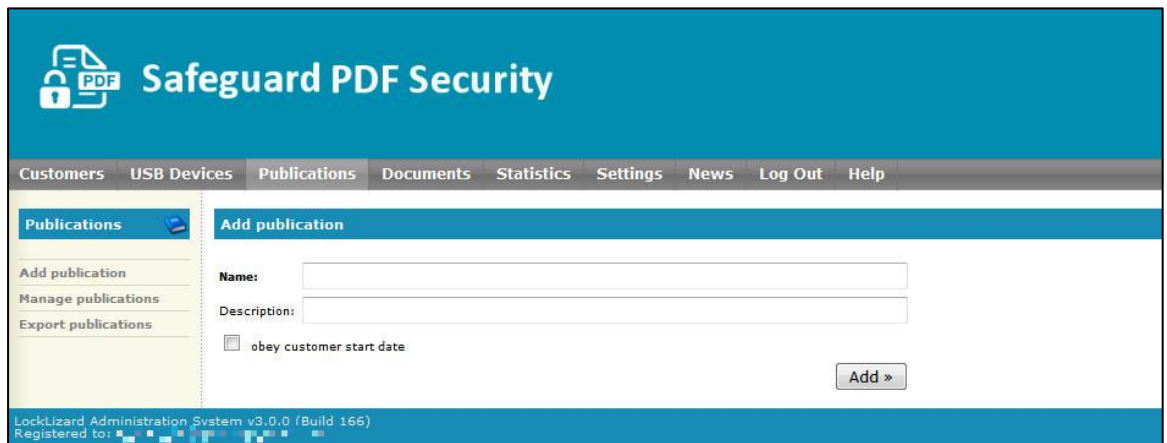 PDF
Safeguard PDF Security
Customers USB Devices Publications Documents Statistics Settings News Log Out Help
Publications
Add publication
Manage publications
Export publications
Add publication
Name:
Description:
obey customer start date
Add »
LockLizard Administration System v3.0.0 (Build 166)
Registered to: